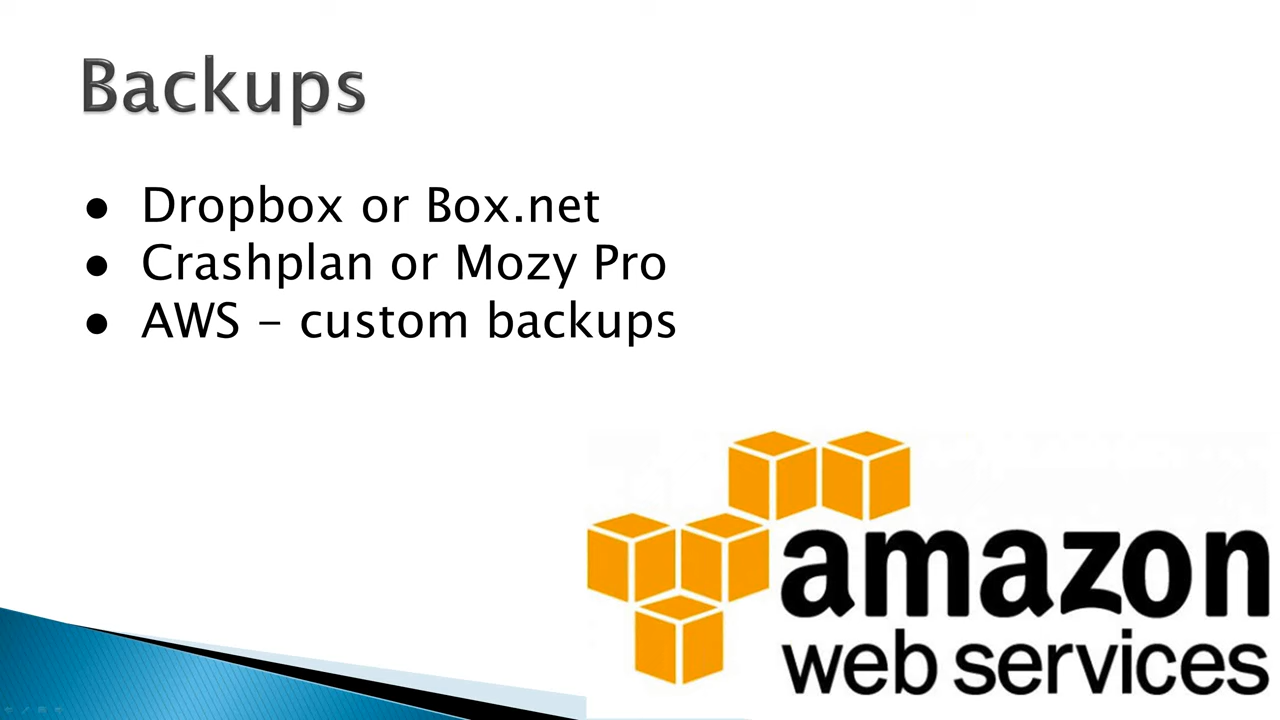 Backups
● Dropbox or Box.net
● Crashplan or Mozy Pro
● AWS - custom backups
amazon
web services